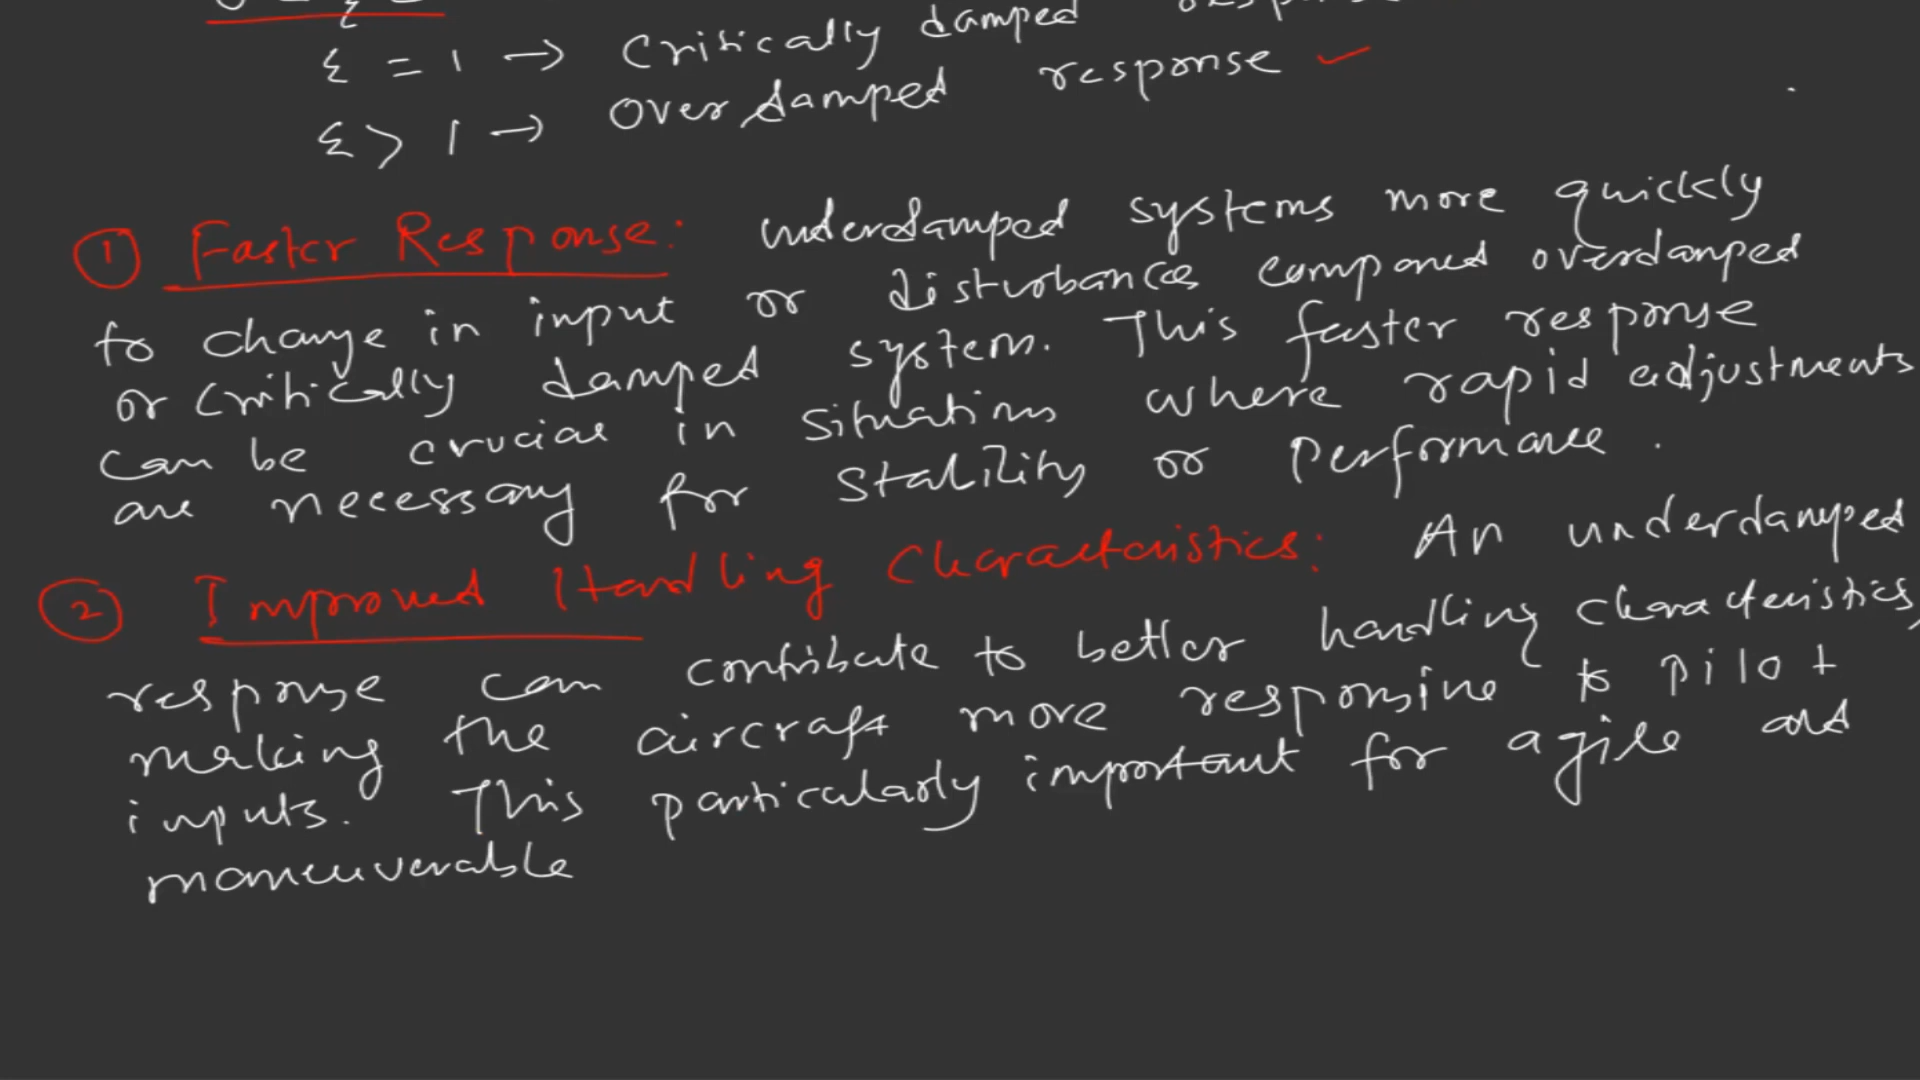 ξ = 1 → Critically damped
ξ > 1 → Over damped response ✓
① Faster Response: underdamped systems more quickly
to change in input or disturbances compared overdamped
or critically damped system. This faster response
can be crucial in situations where rapid adjustments
are necessary for stability or performance.
② Improved Handling Characteristics: An underdamped
response can contribute to better handling characteristics,
making the aircraft more responsive to pilot
inputs. This particularly important for agile and
maneuverable